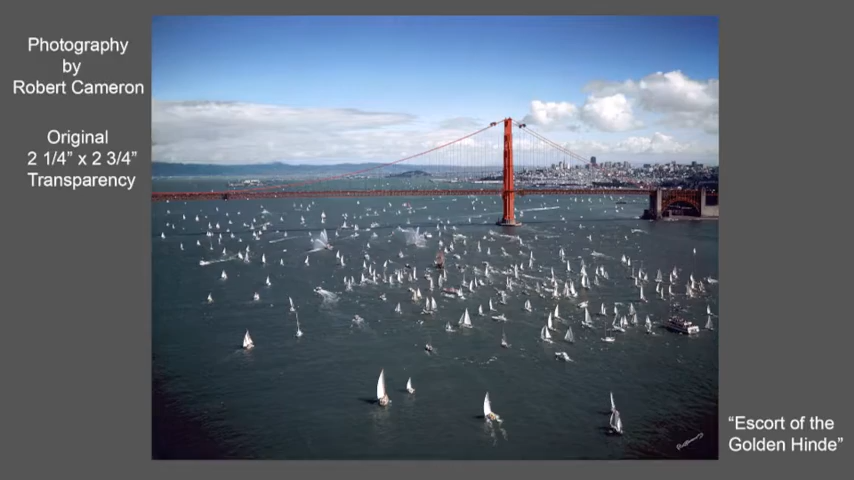 Photography
by
Robert Cameron
Original
2 1/4” x 2 3/4”
Transparency
“Escort of the
Golden Hinde”